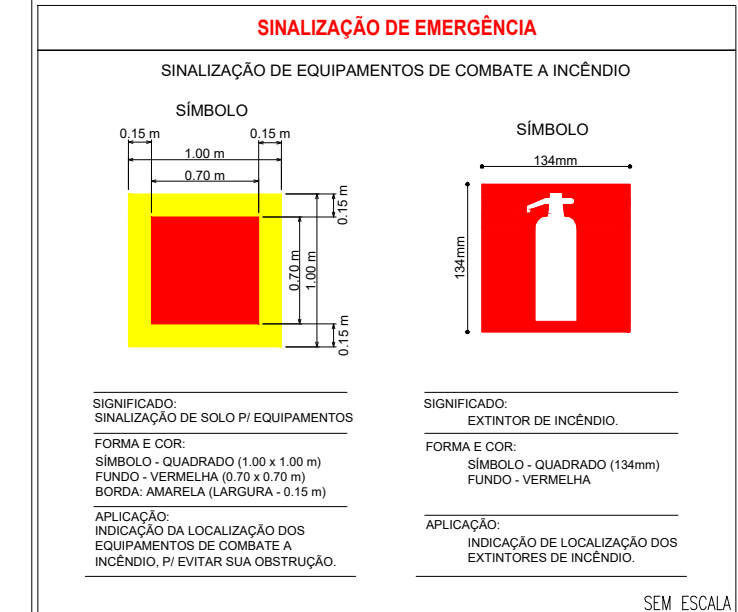 SINALIZAÇÃO DE EMERGÊNCIA
SINALIZAÇÃO DE EQUIPAMENTOS DE COMBATE A INCÊNDIO
SÍMBOLO
0.15 m
0.15 m
1.00 m
0.70 m
0.15 m
0.70 m
1.00 m
0.15 m
SIGNIFICADO:
SINALIZAÇÃO DE SOLO P/ EQUIPAMENTOS
FORMA E COR:
SÍMBOLO - QUADRADO (1.00 x 1.00 m)
FUNDO - VERMELHA (0.70 x 0.70 m)
BORDA: AMARELA (LARGURA - 0.15 m)
APLICAÇÃO:
INDICAÇÃO DA LOCALIZAÇÃO DOS
EQUIPAMENTOS DE COMBATE A
INCÊNDIO, P/ EVITAR SUA OBSTRUÇÃO.
SÍMBOLO
134mm
134mm
SIGNIFICADO:
EXTINTOR DE INCÊNDIO.
FORMA E COR:
SÍMBOLO - QUADRADO (134mm)
FUNDO - VERMELHA
APLICAÇÃO:
INDICAÇÃO DE LOCALIZAÇÃO DOS
EXTINTORES DE INCÊNDIO.
SEM ESCALA